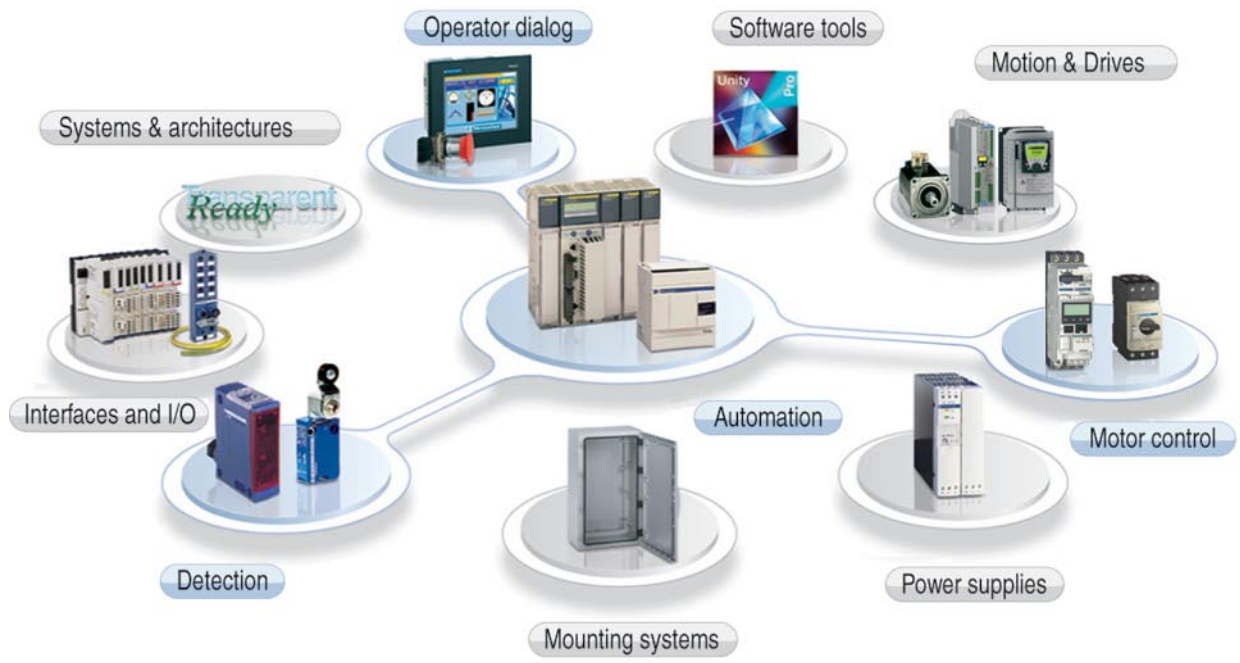 Operator dialog
Software tools
Motion & Drives
Unity
Pro
Systems & architectures
Transparent
Ready
Interfaces and I/O
Automation
Motor control
Detection
Power supplies
Mounting systems